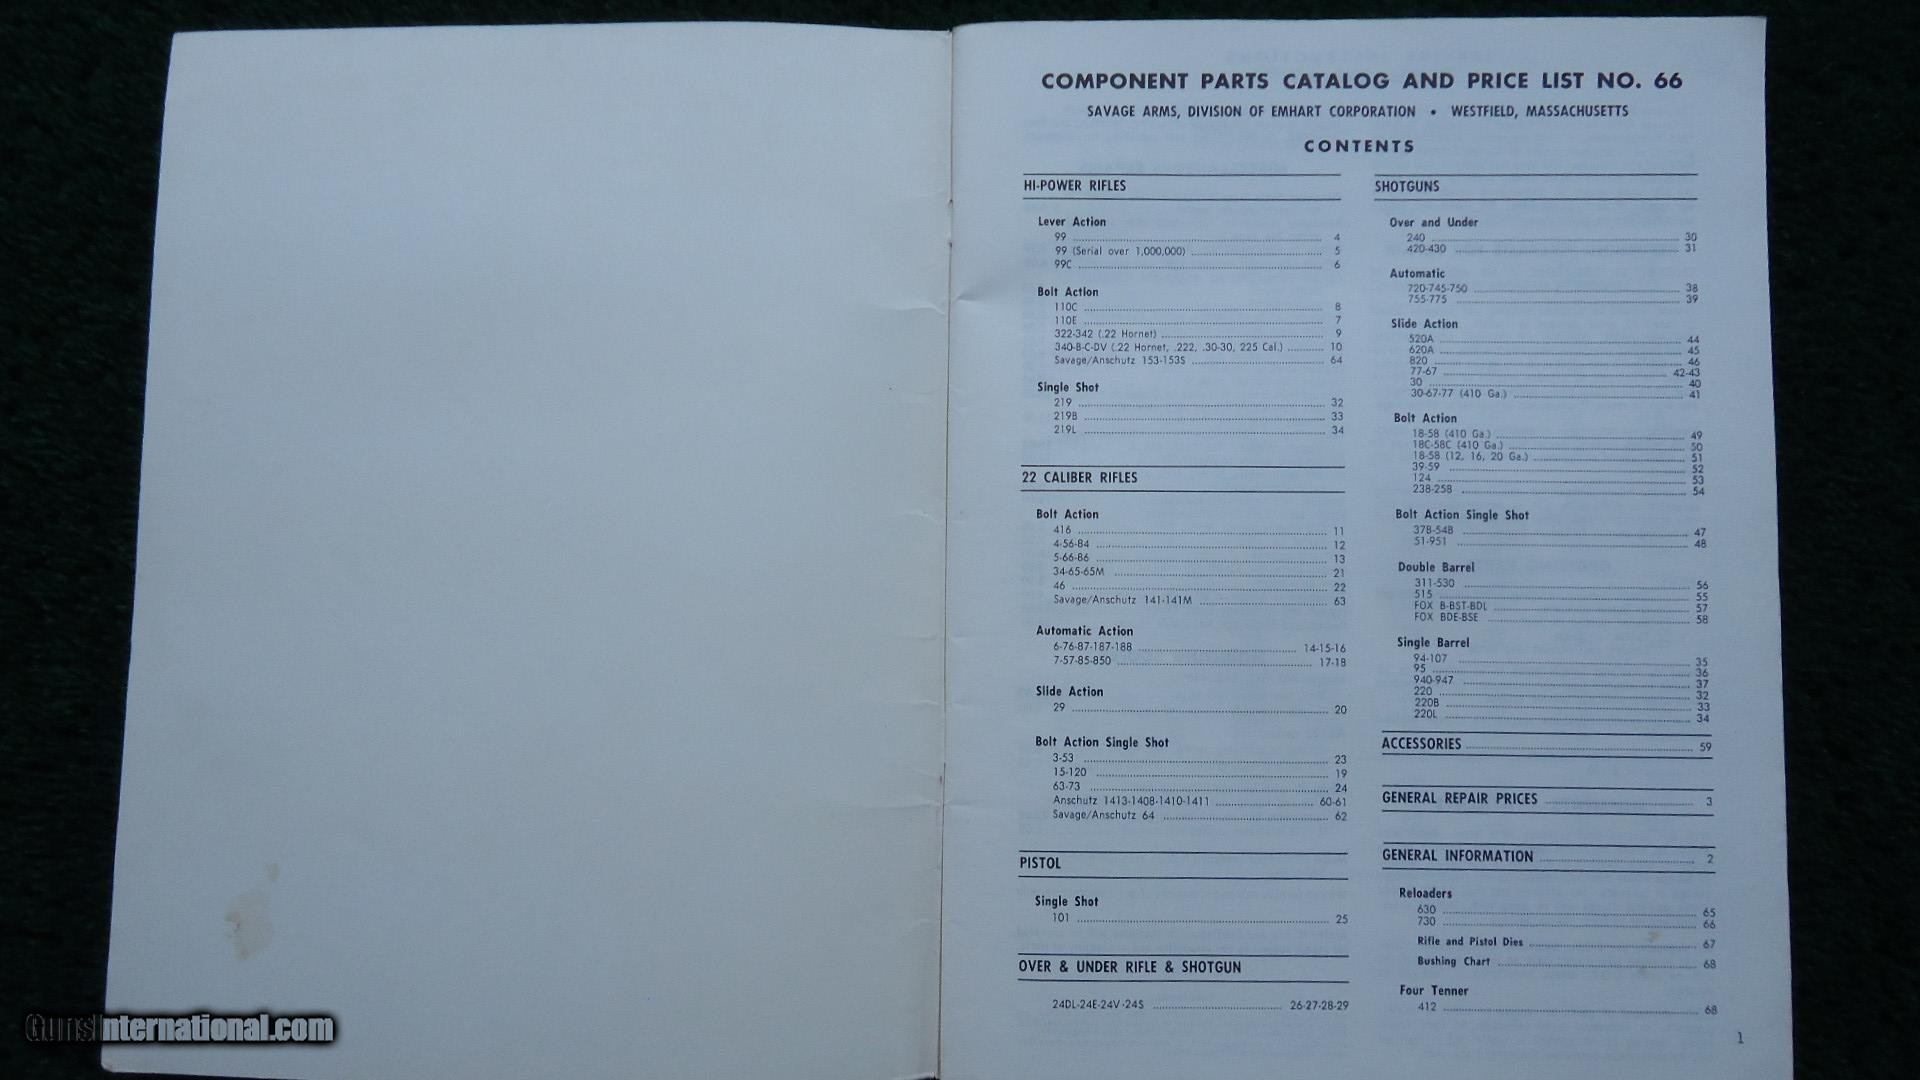 COMPONENT PARTS CATALOG AND PRICE LIST NO. 66
SAVAGE ARMS, DIVISION OF EMHART CORPORATION • WESTFIELD, MASSACHUSETTS
CONTENTS
HI-POWER RIFLES
Lever Action
99 4
99 (Serial over 1,000,000) 5
99C 6
Bolt Action
110C 8
110E 7
322-342 (.22 Hornet) 9
340-B-C-DV (.22 Hornet, .222, .30-30, 225 Cal.) 10
Savage/Anschutz 153-153S 64
Single Shot
219 32
219B 33
219L 34
22 CALIBER RIFLES
Bolt Action
416 11
4-56-84 12
5-66-86 13
34-65-65M 21
46 22
Savage/Anschutz 141-141M 63
Automatic Action
6-76-87-187-188 14-15-16
7-57-85-850 17-18
Slide Action
29 20
Bolt Action Single Shot
3-53 23
15-120 19
63-73 24
Anschutz 1413-1408-1410-1411 60-61
Savage/Anschutz 64 62
PISTOL
Single Shot
101 25
OVER & UNDER RIFLE & SHOTGUN
24DL-24E-24V-24S 26-27-28-29
SHOTGUNS
Over and Under
240 30
420-430 31
Automatic
720-745-750 38
755-775 39
Slide Action
520A 44
620A 45
820 46
77-67 42-43
30 40
30-67-77 (410 Ga.) 41
Bolt Action
18-58 (410 Ga.) 49
18C-58C (410 Ga.) 50
18-58 (12, 16, 20 Ga.) 51
39-59 52
124 53
238-258 54
Bolt Action Single Shot
378-548 47
51-951 48
Double Barrel
311-530 56
515 55
FOX B-BST-BDL 57
FOX BDE-BSE 58
Single Barrel
94-107 35
95 36
940-947 37
220 32
220B 33
220L 34
ACCESSORIES 59
GENERAL REPAIR PRICES 3
GENERAL INFORMATION 2
Reloaders
630 65
730 66
Rifle and Pistol Dies 67
Bushing Chart 68
Four Tenner
412 68
1
GunsInternational.com